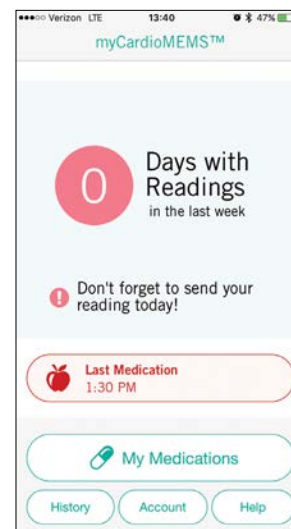 Verizon LTE 13:40 47%
myCardioMEMS™
0
Days with
Readings
in the last week
Don't forget to send your
reading today!
Last Medication
1:30 PM
My Medications
History Account Help